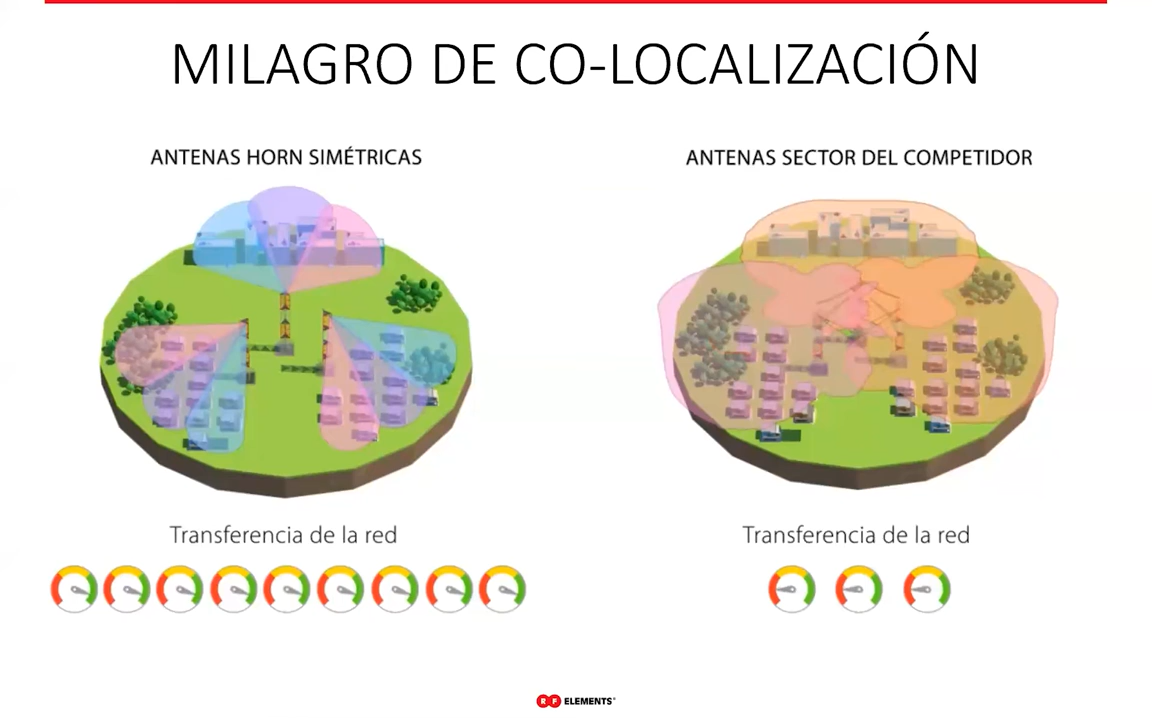 MILAGRO DE CO-LOCALIZACIÓN
ANTENAS HORN SIMÉTRICAS
ANTENAS SECTOR DEL COMPETIDOR
Transferencia de la red
Transferencia de la red
RF ELEMENTS